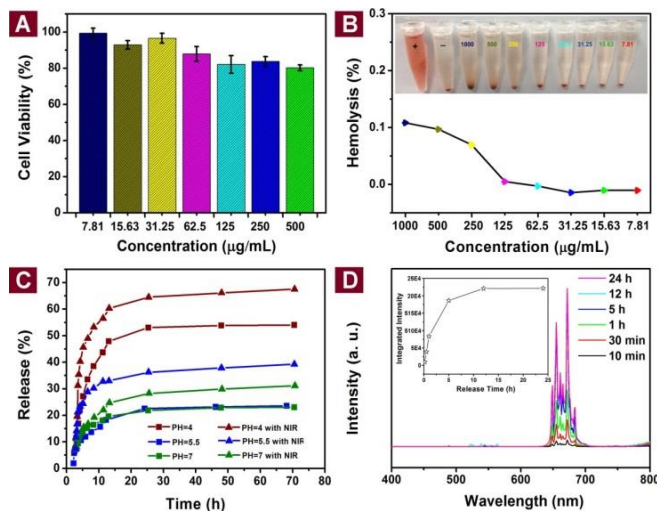 A
Cell Viability (%)
100
80
60
40
20
0
7.81 15.63 31.25 62.5 125 250 500
Concentration (μg/mL)
B
Hemolysis (%)
0.3
0.2
0.1
0.0
+ − 1000 500 250 125 31.25 15.63 7.81
1000 500 250 125 62.5 31.25 15.63 7.81
Concentration (μg/mL)
C
Release (%)
70
60
50
40
30
20
10
0
PH=4 PH=4 with NIR
PH=5.5 PH=5.5 with NIR
PH=7 PH=7 with NIR
0 10 20 30 40 50 60 70 80
Time (h)
D
Intensity (a. u.)
Integrated Intensity
0 5 10 15 20 25
Release Time (h)
24 h
12 h
5 h
1 h
30 min
10 min
400 500 600 700 800
Wavelength (nm)